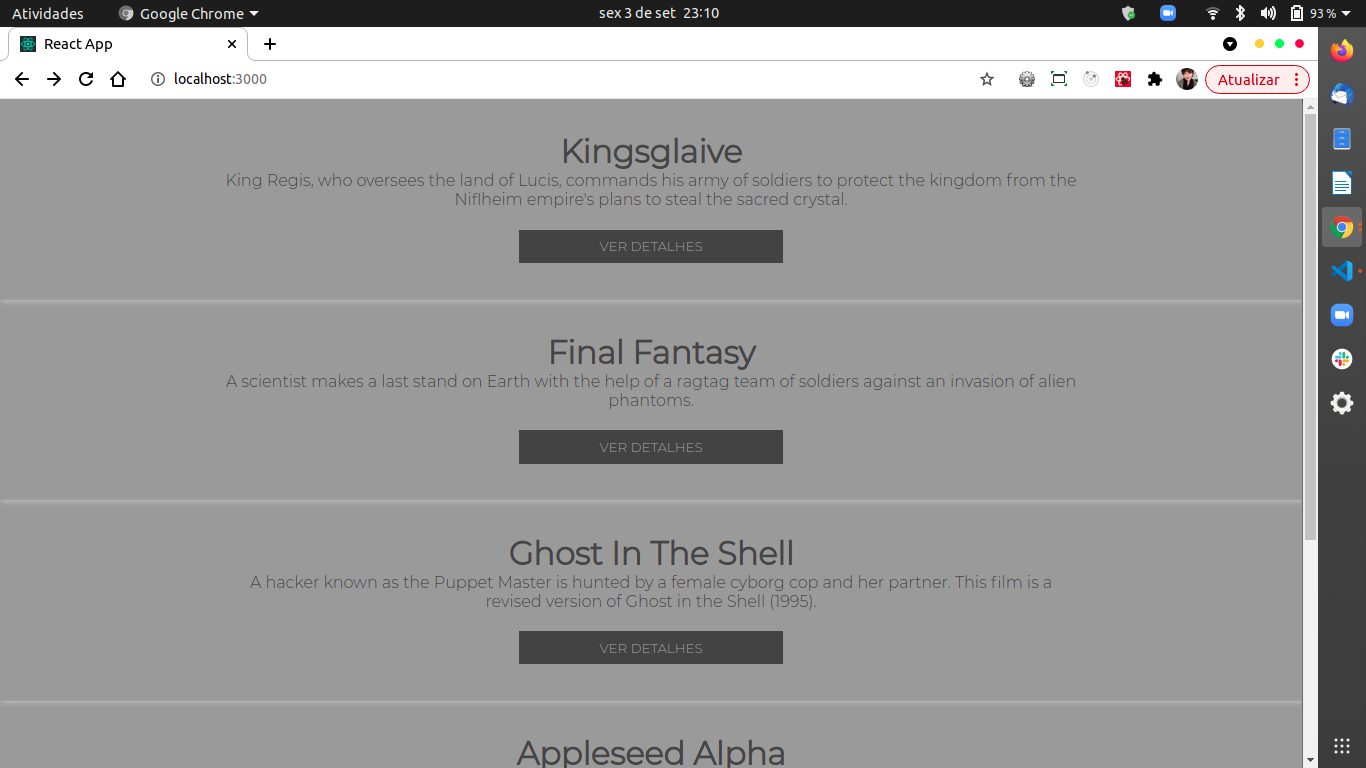 Atividades
Google Chrome
sex 3 de set 23:10
93 %
React App
localhost:3000
Atualizar
Kingsglaive
King Regis, who oversees the land of Lucis, commands his army of soldiers to protect the kingdom from the
Niflheim empire's plans to steal the sacred crystal.
VER DETALHES
Final Fantasy
A scientist makes a last stand on Earth with the help of a ragtag team of soldiers against an invasion of alien
phantoms.
VER DETALHES
Ghost In The Shell
A hacker known as the Puppet Master is hunted by a female cyborg cop and her partner. This film is a
revised version of Ghost in the Shell (1995).
VER DETALHES
Appleseed Alpha